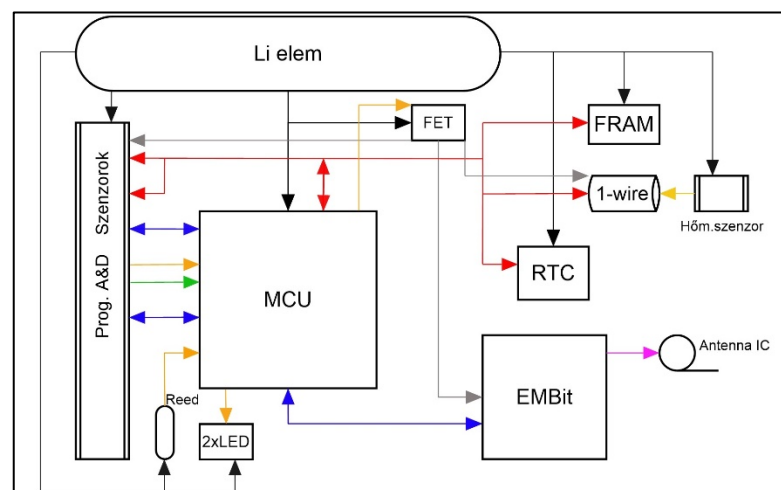 Li elem
FET
FRAM
1-wire
Hőm.szenzor
RTC
Prog. A&D Szenzorok
MCU
Antenna IC
EMBit
Reed
2xLED